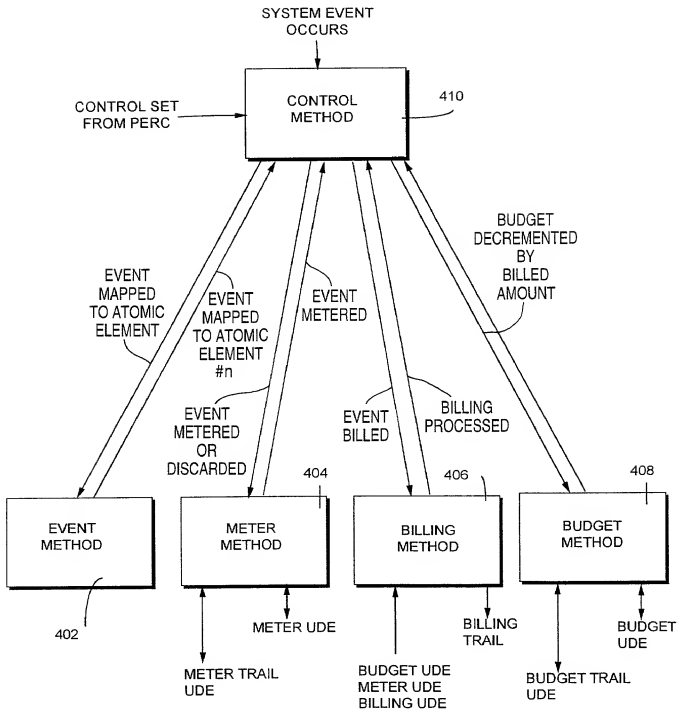 SYSTEM EVENT
OCCURS
CONTROL
METHOD
410
CONTROL SET
FROM PERC
BUDGET
DECREMENTED
BY
BILLED
AMOUNT
EVENT
MAPPED
TO ATOMIC
ELEMENT
EVENT
MAPPED
TO ATOMIC
ELEMENT
#n
EVENT
METERED
EVENT
METERED
OR
DISCARDED
EVENT
BILLED
BILLING
PROCESSED
EVENT
METHOD
402
METER
METHOD
404
BILLING
METHOD
406
BUDGET
METHOD
408
METER UDE
METER TRAIL
UDE
BILLING
TRAIL
BUDGET UDE
METER UDE
BILLING UDE
BUDGET
UDE
BUDGET TRAIL
UDE